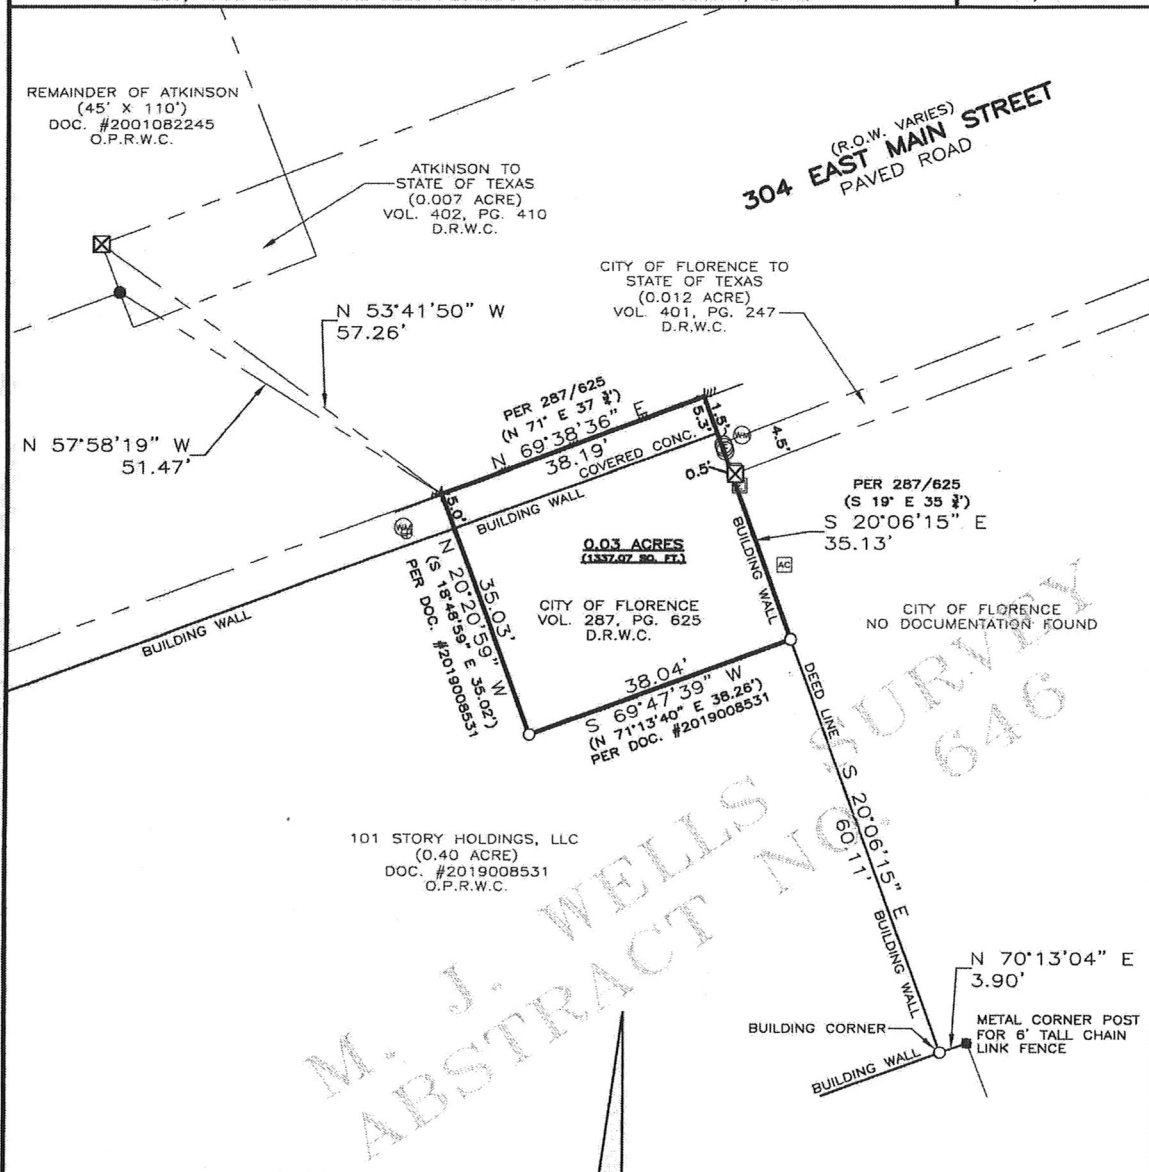 REMAINDER OF ATKINSON
(45' X 110')
DOC. #2001082245
O.P.R.W.C.
ATKINSON TO
STATE OF TEXAS
(0.007 ACRE)
VOL. 402, PG. 410
D.R.W.C.
(R.O.W. VARIES)
304 EAST MAIN STREET
PAVED ROAD
CITY OF FLORENCE TO
STATE OF TEXAS
(0.012 ACRE)
VOL. 401, PG. 247
D.R.W.C.
N 53°41'50" W
57.26'
N 57°58'19" W
51.47'
PER 287/625
(N 71° E 37 ¾')
N 69°38'36" E
38.19'
COVERED CONC.
BUILDING WALL
5.3'
1.5'
WM
4.5'
0.5'
5.0'
WM
PER 287/625
(S 19° E 35 ¾')
S 20°06'15" E
35.13'
BUILDING WALL
AC
0.03 ACRES
(1337.07 SQ. FT.)
CITY OF FLORENCE
VOL. 287, PG. 625
D.R.W.C.
N 20°20'59" W
35.03'
(S 18°48'59" E 35.02')
PER DOC. #2019008531
BUILDING WALL
CITY OF FLORENCE
NO DOCUMENTATION FOUND
38.04'
S 69°47'39" W
(N 71°13'40" E 38.26')
PER DOC. #2019008531
DEED LINE
S 20°06'15" E
60.11'
BUILDING WALL
101 STORY HOLDINGS, LLC
(0.40 ACRE)
DOC. #2019008531
O.P.R.W.C.
M. J. WELLS SURVEY
ABSTRACT NO. 646
N 70°13'04" E
3.90'
BUILDING CORNER
METAL CORNER POST
FOR 6' TALL CHAIN
LINK FENCE
BUILDING WALL